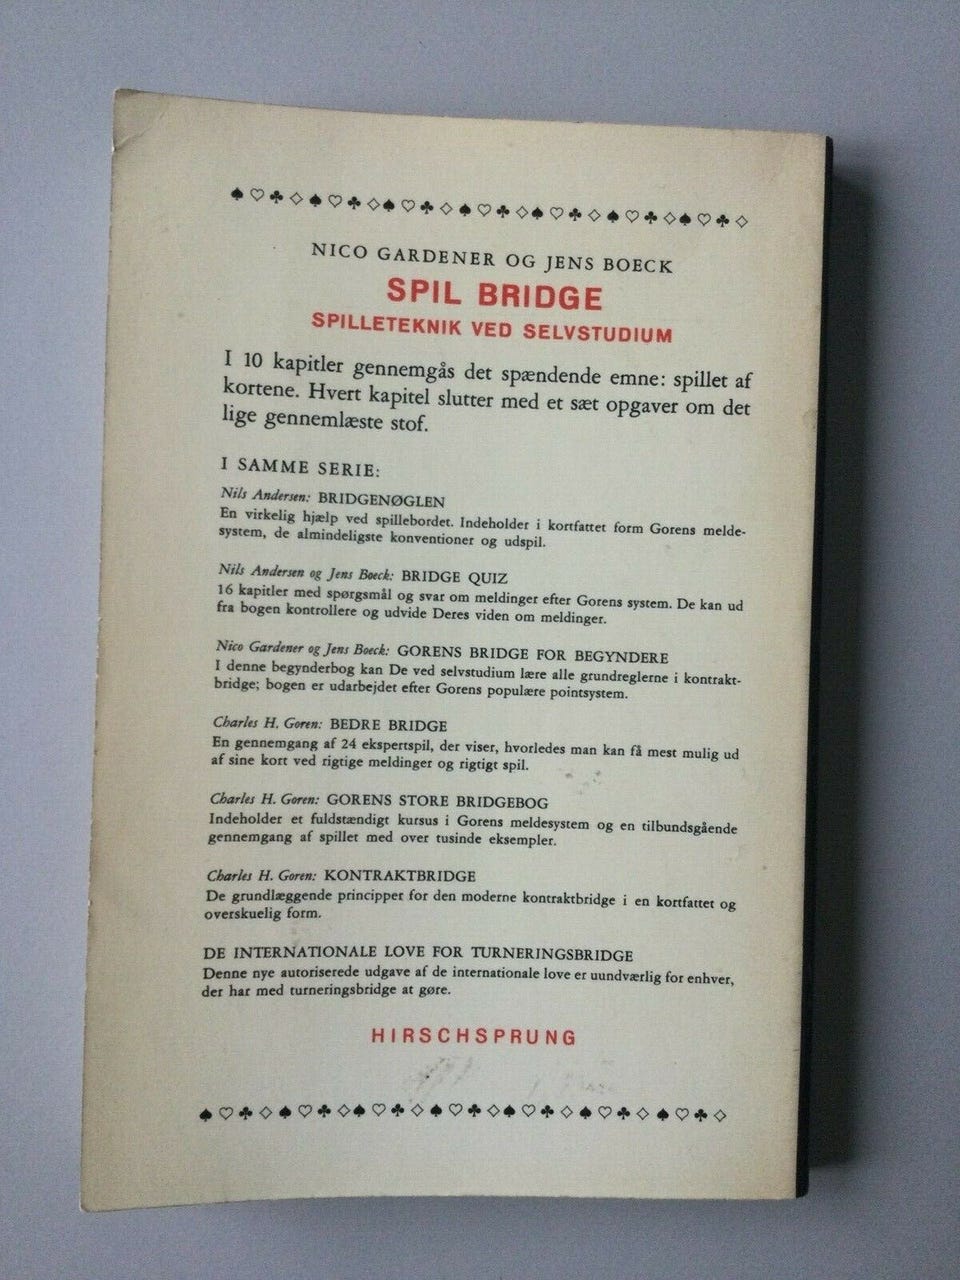 ♠♡♣♢♠♡♣♢♠♡♣♢♠♡♣♢♠♡♣♢♠♡♣♢♠♡♣♢
NICO GARDENER OG JENS BOECK
SPIL BRIDGE
SPILLETEKNIK VED SELVSTUDIUM
I 10 kapitler gennemgås det spændende emne: spillet af
kortene. Hvert kapitel slutter med et sæt opgaver om det
lige gennemlæste stof.
I SAMME SERIE:
Nils Andersen: BRIDGENØGLEN
En virkelig hjælp ved spillebordet. Indeholder i kortfattet form Gorens melde-
system, de almindeligste konventioner og udspil.
Nils Andersen og Jens Boeck: BRIDGE QUIZ
16 kapitler med spørgsmål og svar om meldinger efter Gorens system. De kan ud
fra bogen kontrollere og udvide Deres viden om meldinger.
Nico Gardener og Jens Boeck: GORENS BRIDGE FOR BEGYNDERE
I denne begynderbog kan De ved selvstudium lære alle grundreglerne i kontrakt-
bridge; bogen er udarbejdet efter Gorens populære pointsystem.
Charles H. Goren: BEDRE BRIDGE
En gennemgang af 24 ekspertspil, der viser, hvorledes man kan få mest mulig ud
af sine kort ved rigtige meldinger og rigtigt spil.
Charles H. Goren: GORENS STORE BRIDGEBOG
Indeholder et fuldstændigt kursus i Gorens meldesystem og en tilbundsgående
gennemgang af spillet med over tusinde eksempler.
Charles H. Goren: KONTRAKTBRIDGE
De grundlæggende principper for den moderne kontraktbridge i en kortfattet og
overskuelig form.
DE INTERNATIONALE LOVE FOR TURNERINGSBRIDGE
Denne nye autoriserede udgave af de internationale love er uundværlig for enhver,
der har med turneringsbridge at gøre.
HIRSCHSPRUNG
♠♡♣♢♠♡♣♢♠♡♣♢♠♡♣♢♠♡♣♢♠♡♣♢♠♡♣♢